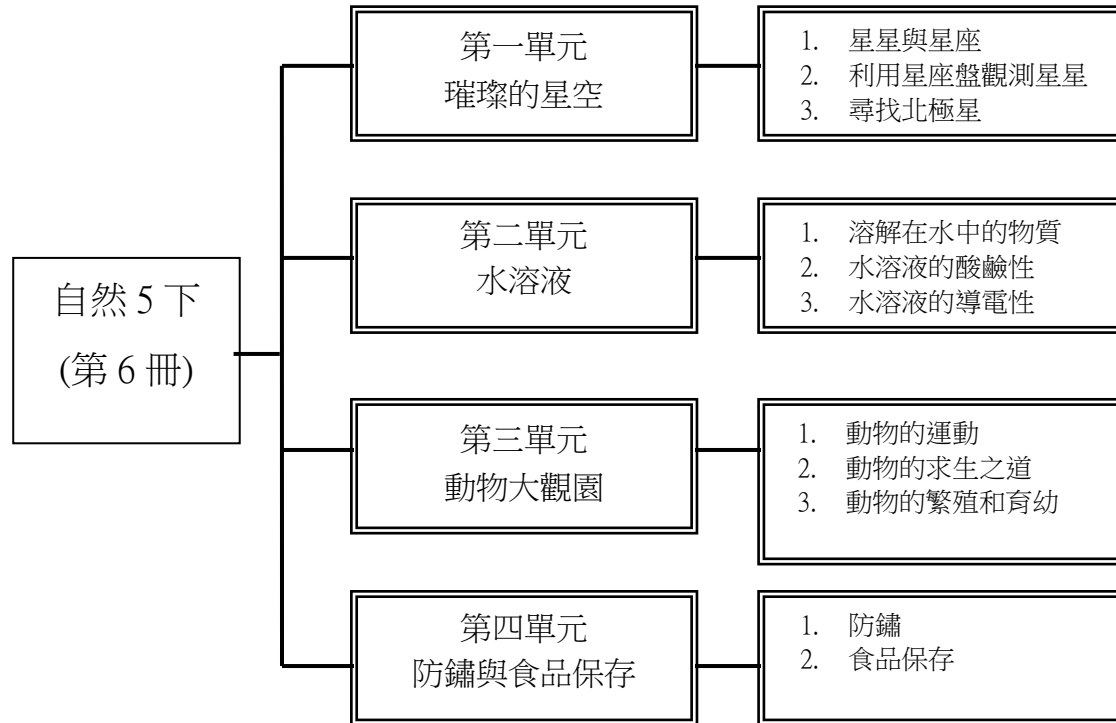 自然 5 下
(第 6 冊)
第一單元
璀璨的星空
1. 星星與星座
2. 利用星座盤觀測星星
3. 尋找北極星
第二單元
水溶液
1. 溶解在水中的物質
2. 水溶液的酸鹼性
3. 水溶液的導電性
第三單元
動物大觀園
1. 動物的運動
2. 動物的求生之道
3. 動物的繁殖和育幼
第四單元
防鏽與食品保存
1. 防鏽
2. 食品保存